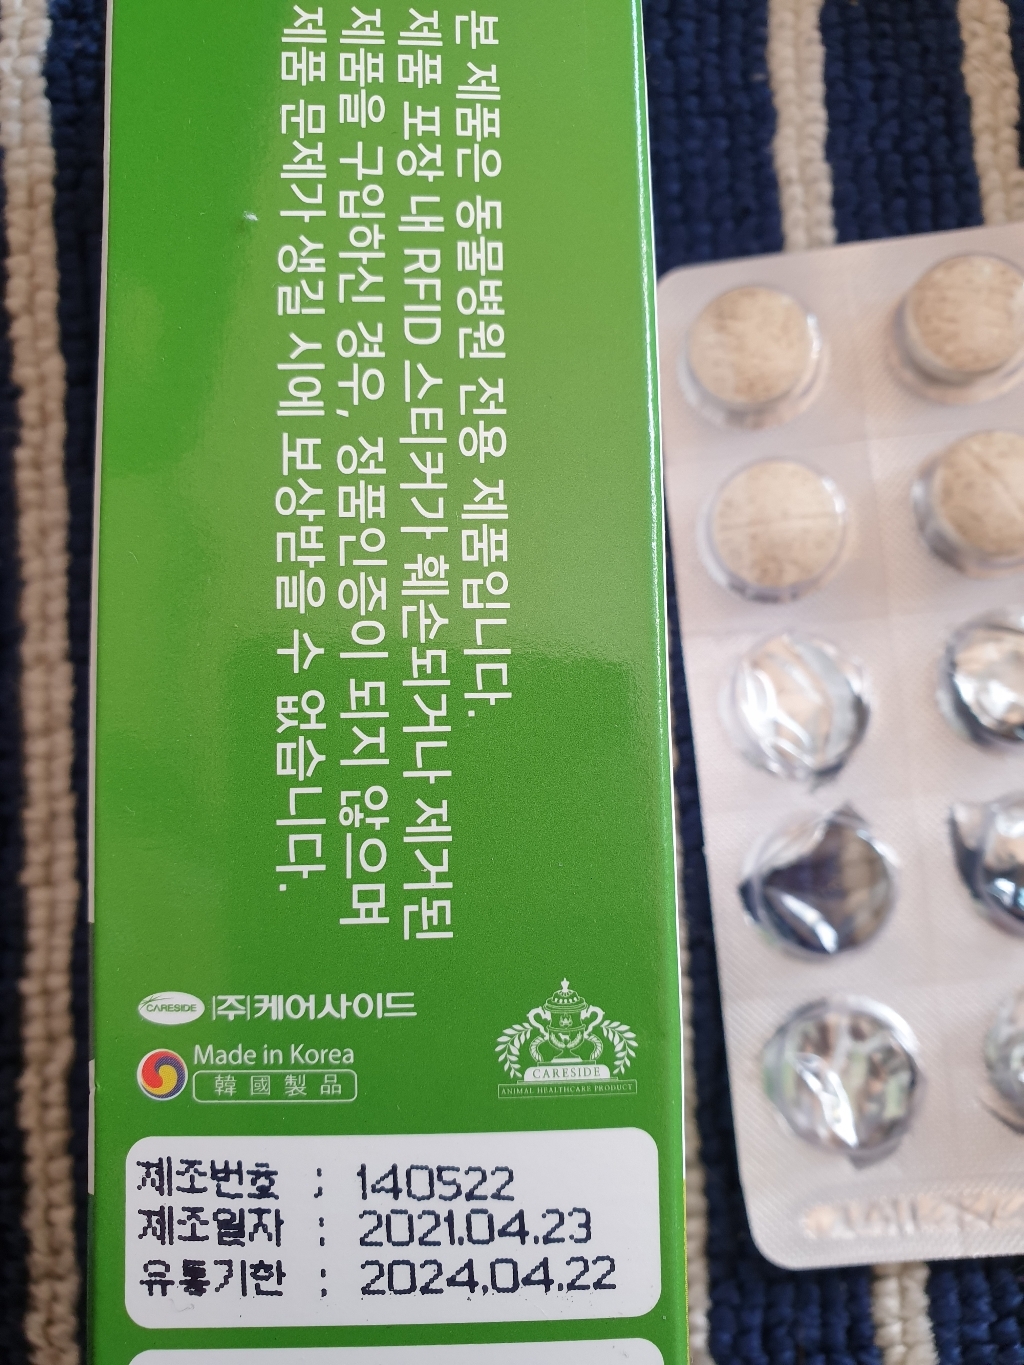 본 제품은 동물병원 전용 제품입니다.
제품 포장 내 RFID 스티커가 훼손되거나 제거된
제품을 구입하신 경우, 정품인증이 되지 않으며
제품 문제가 생길 시에 보상받을 수 없습니다.
CARESIDE (주)케어사이드
Made in Korea
韓國製品
CARESIDE
ANIMAL HEALTHCARE PRODUCT
제조번호 : 140522
제조일자 : 2021.04.23
유통기한 : 2024.04.22